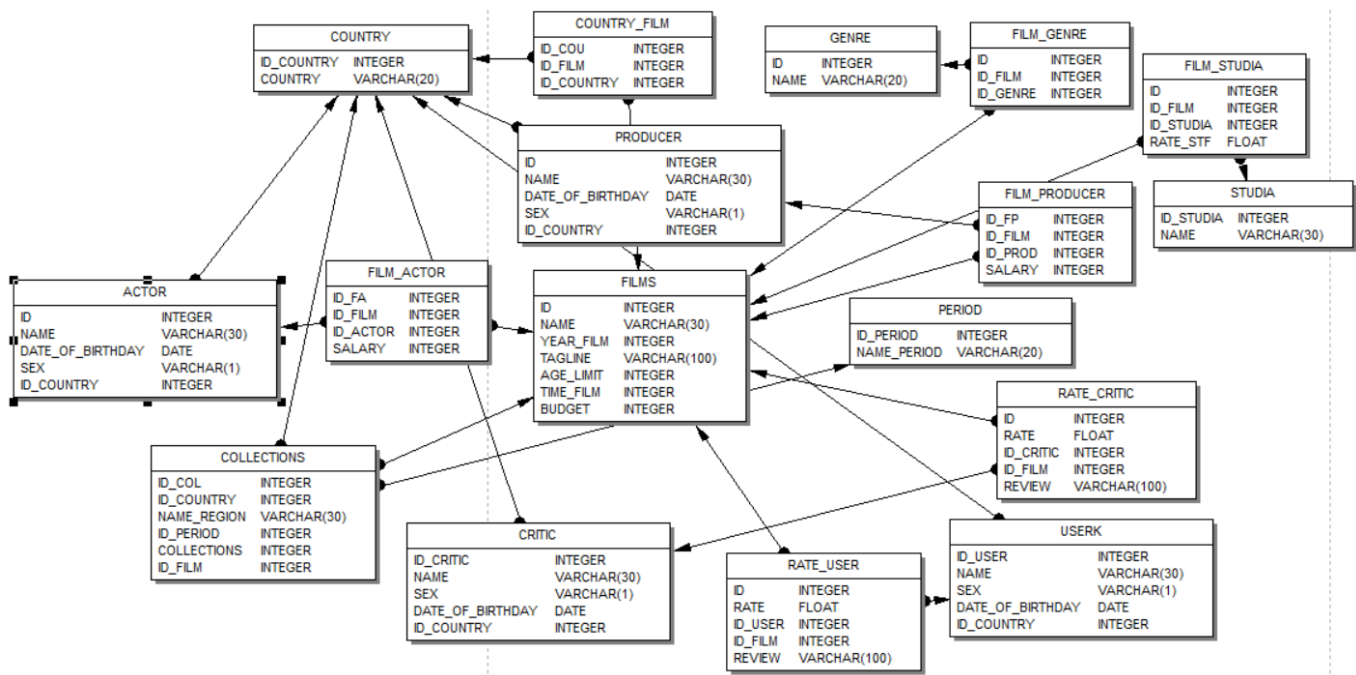 COUNTRY
ID_COUNTRY INTEGER
COUNTRY VARCHAR(20)
COUNTRY_FILM
ID_COU INTEGER
ID_FILM INTEGER
ID_COUNTRY INTEGER
GENRE
ID INTEGER
NAME VARCHAR(20)
FILM_GENRE
ID INTEGER
ID_FILM INTEGER
ID_GENRE INTEGER
FILM_STUDIA
ID INTEGER
ID_FILM INTEGER
ID_STUDIA INTEGER
RATE_STF FLOAT
PRODUCER
ID INTEGER
NAME VARCHAR(30)
DATE_OF_BIRTHDAY DATE
SEX VARCHAR(1)
ID_COUNTRY INTEGER
FILM_PRODUCER
ID_FP INTEGER
ID_FILM INTEGER
ID_PROD INTEGER
SALARY INTEGER
STUDIA
ID_STUDIA INTEGER
NAME VARCHAR(30)
ACTOR
ID INTEGER
NAME VARCHAR(30)
DATE_OF_BIRTHDAY DATE
SEX VARCHAR(1)
ID_COUNTRY INTEGER
FILM_ACTOR
ID_FA INTEGER
ID_FILM INTEGER
ID_ACTOR INTEGER
SALARY INTEGER
FILMS
ID INTEGER
NAME VARCHAR(30)
YEAR_FILM INTEGER
TAGLINE VARCHAR(100)
AGE_LIMIT INTEGER
TIME_FILM INTEGER
BUDGET INTEGER
PERIOD
ID_PERIOD INTEGER
NAME_PERIOD VARCHAR(20)
RATE_CRITIC
ID INTEGER
RATE FLOAT
ID_CRITIC INTEGER
ID_FILM INTEGER
REVIEW VARCHAR(100)
COLLECTIONS
ID_COL INTEGER
ID_COUNTRY INTEGER
NAME_REGION VARCHAR(30)
ID_PERIOD INTEGER
COLLECTIONS INTEGER
ID_FILM INTEGER
CRITIC
ID_CRITIC INTEGER
NAME VARCHAR(30)
SEX VARCHAR(1)
DATE_OF_BIRTHDAY DATE
ID_COUNTRY INTEGER
RATE_USER
ID INTEGER
RATE FLOAT
ID_USER INTEGER
ID_FILM INTEGER
REVIEW VARCHAR(100)
USERK
ID_USER INTEGER
NAME VARCHAR(30)
SEX VARCHAR(1)
DATE_OF_BIRTHDAY DATE
ID_COUNTRY INTEGER